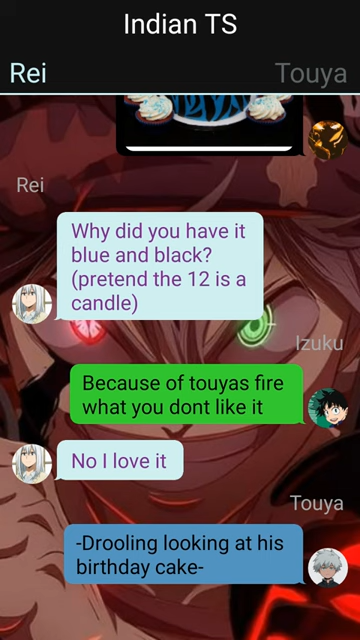 Indian TS
Rei
Touya
Rei
Why did you have it
blue and black?
(pretend the 12 is a
candle)
Izuku
Because of touyas fire
what you dont like it
No I love it
Touya
-Drooling looking at his
birthday cake-